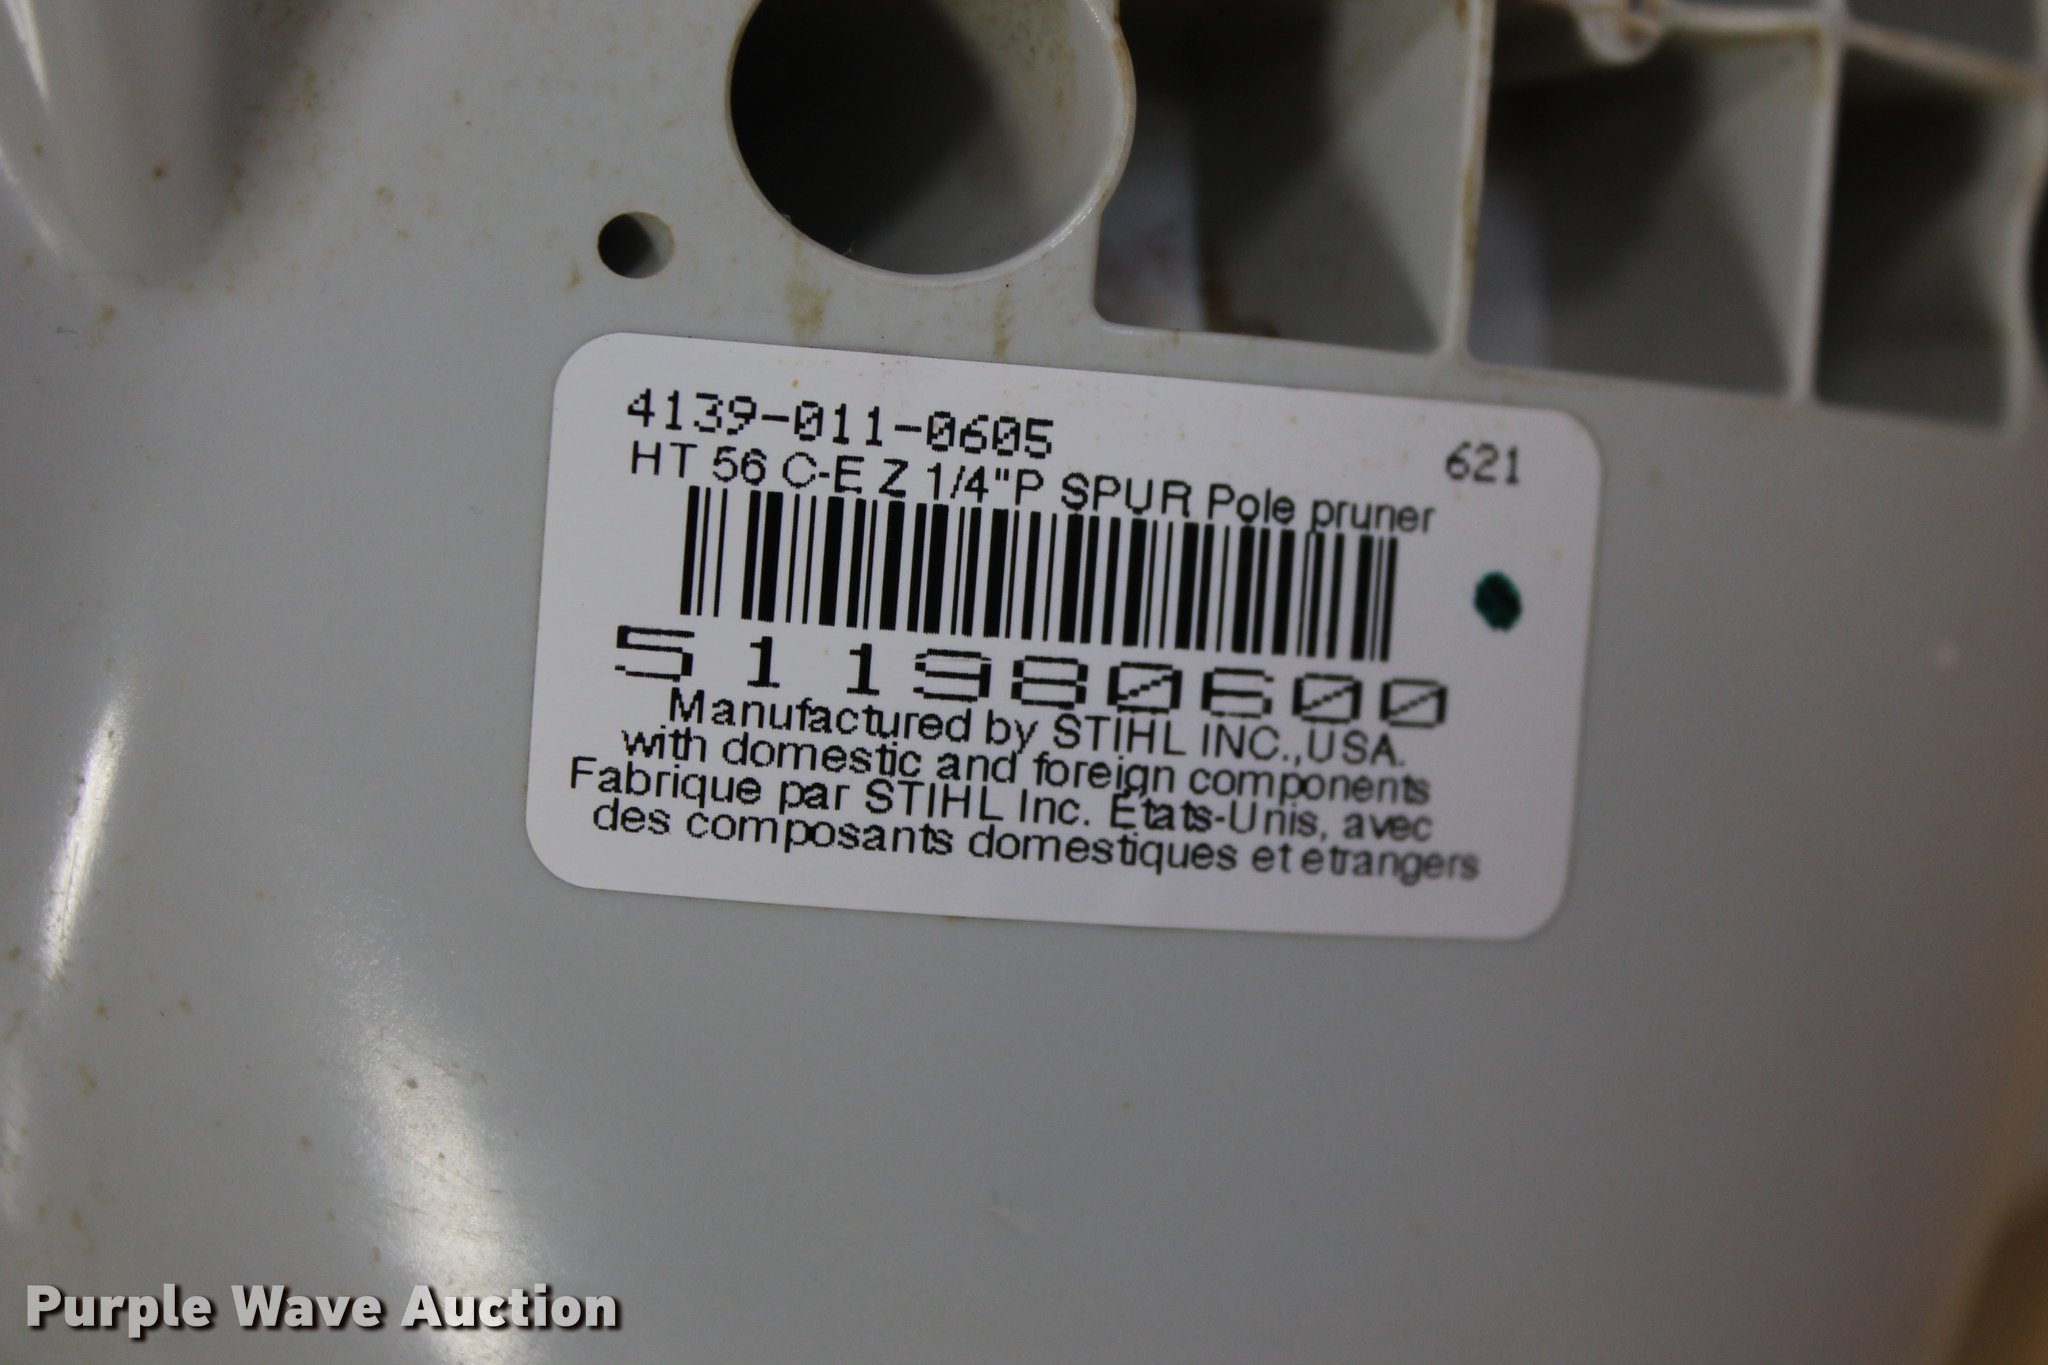 4139-011-0605
621
HT 56 C-E Z 1/4"P SPUR Pole pruner
511980600
Manufactured by STIHL INC.,USA.
with domestic and foreign components
Fabrique par STIHL Inc. États-Unis, avec
des composants domestiques et etrangers
Purple Wave Auction